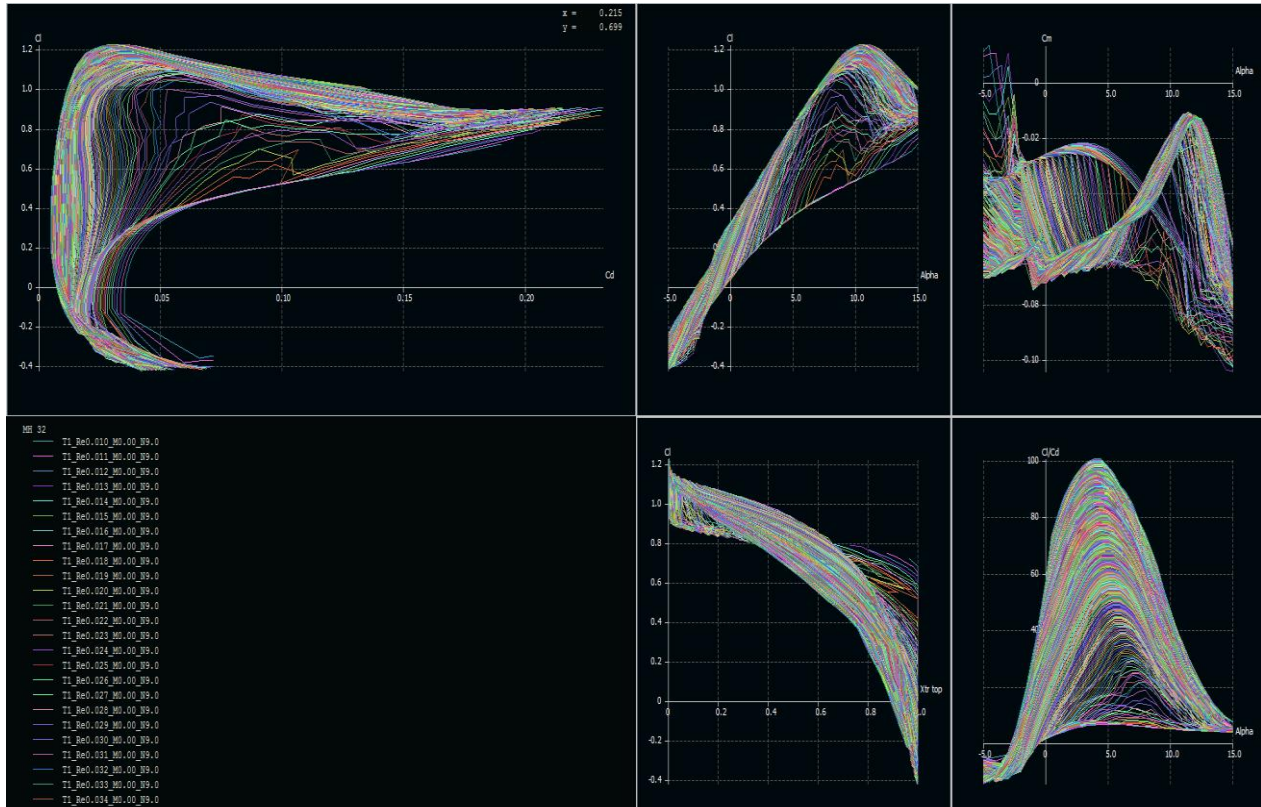 x = 0.215
y = 0.699
Cl
1.2
1.0
0.8
0.6
0.4
0.2
0
-0.2
-0.4
0
0.05
0.10
0.15
0.20
Cd
Cl
1.2
1.0
0.8
0.6
0.4
0
-0.2
-0.4
-5.0
0
5.0
10.0
15.0
Alpha
Cm
0
-0.02
-0.08
-0.10
-5.0
0
5.0
10.0
15.0
Alpha
MH 32
T1_Re0.010_M0.00_N9.0
T1_Re0.011_M0.00_N9.0
T1_Re0.012_M0.00_N9.0
T1_Re0.013_M0.00_N9.0
T1_Re0.014_M0.00_N9.0
T1_Re0.015_M0.00_N9.0
T1_Re0.016_M0.00_N9.0
T1_Re0.017_M0.00_N9.0
T1_Re0.018_M0.00_N9.0
T1_Re0.019_M0.00_N9.0
T1_Re0.020_M0.00_N9.0
T1_Re0.021_M0.00_N9.0
T1_Re0.022_M0.00_N9.0
T1_Re0.023_M0.00_N9.0
T1_Re0.024_M0.00_N9.0
T1_Re0.025_M0.00_N9.0
T1_Re0.026_M0.00_N9.0
T1_Re0.027_M0.00_N9.0
T1_Re0.028_M0.00_N9.0
T1_Re0.029_M0.00_N9.0
T1_Re0.030_M0.00_N9.0
T1_Re0.031_M0.00_N9.0
T1_Re0.032_M0.00_N9.0
T1_Re0.033_M0.00_N9.0
T1_Re0.034_M0.00_N9.0
Cl
1.2
1.0
0.8
0.6
0.4
0.2
0
-0.2
-0.4
0
0.2
0.4
0.6
0.8
Xtr top
Cl/Cd
100
80
60
40
-5.0
0
5.0
10.0
15.0
Alpha